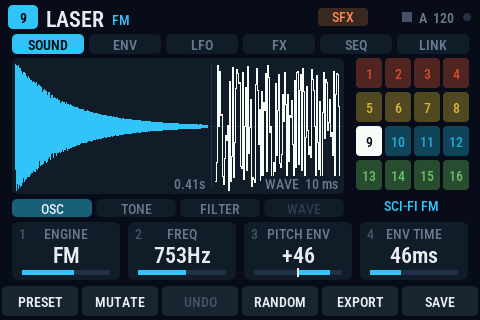 9 LASER FM SFX A 120
SOUND ENV LFO FX SEQ LINK
1 2 3 4
5 6 7 8
9 10 11 12
13 14 15 16
0.41s WAVE 10 ms
OSC TONE FILTER WAVE
SCI-FI FM
1 ENGINE 2 FREQ 3 PITCH ENV 4 ENV TIME
FM 753Hz +46 46ms
PRESET MUTATE UNDO RANDOM EXPORT SAVE